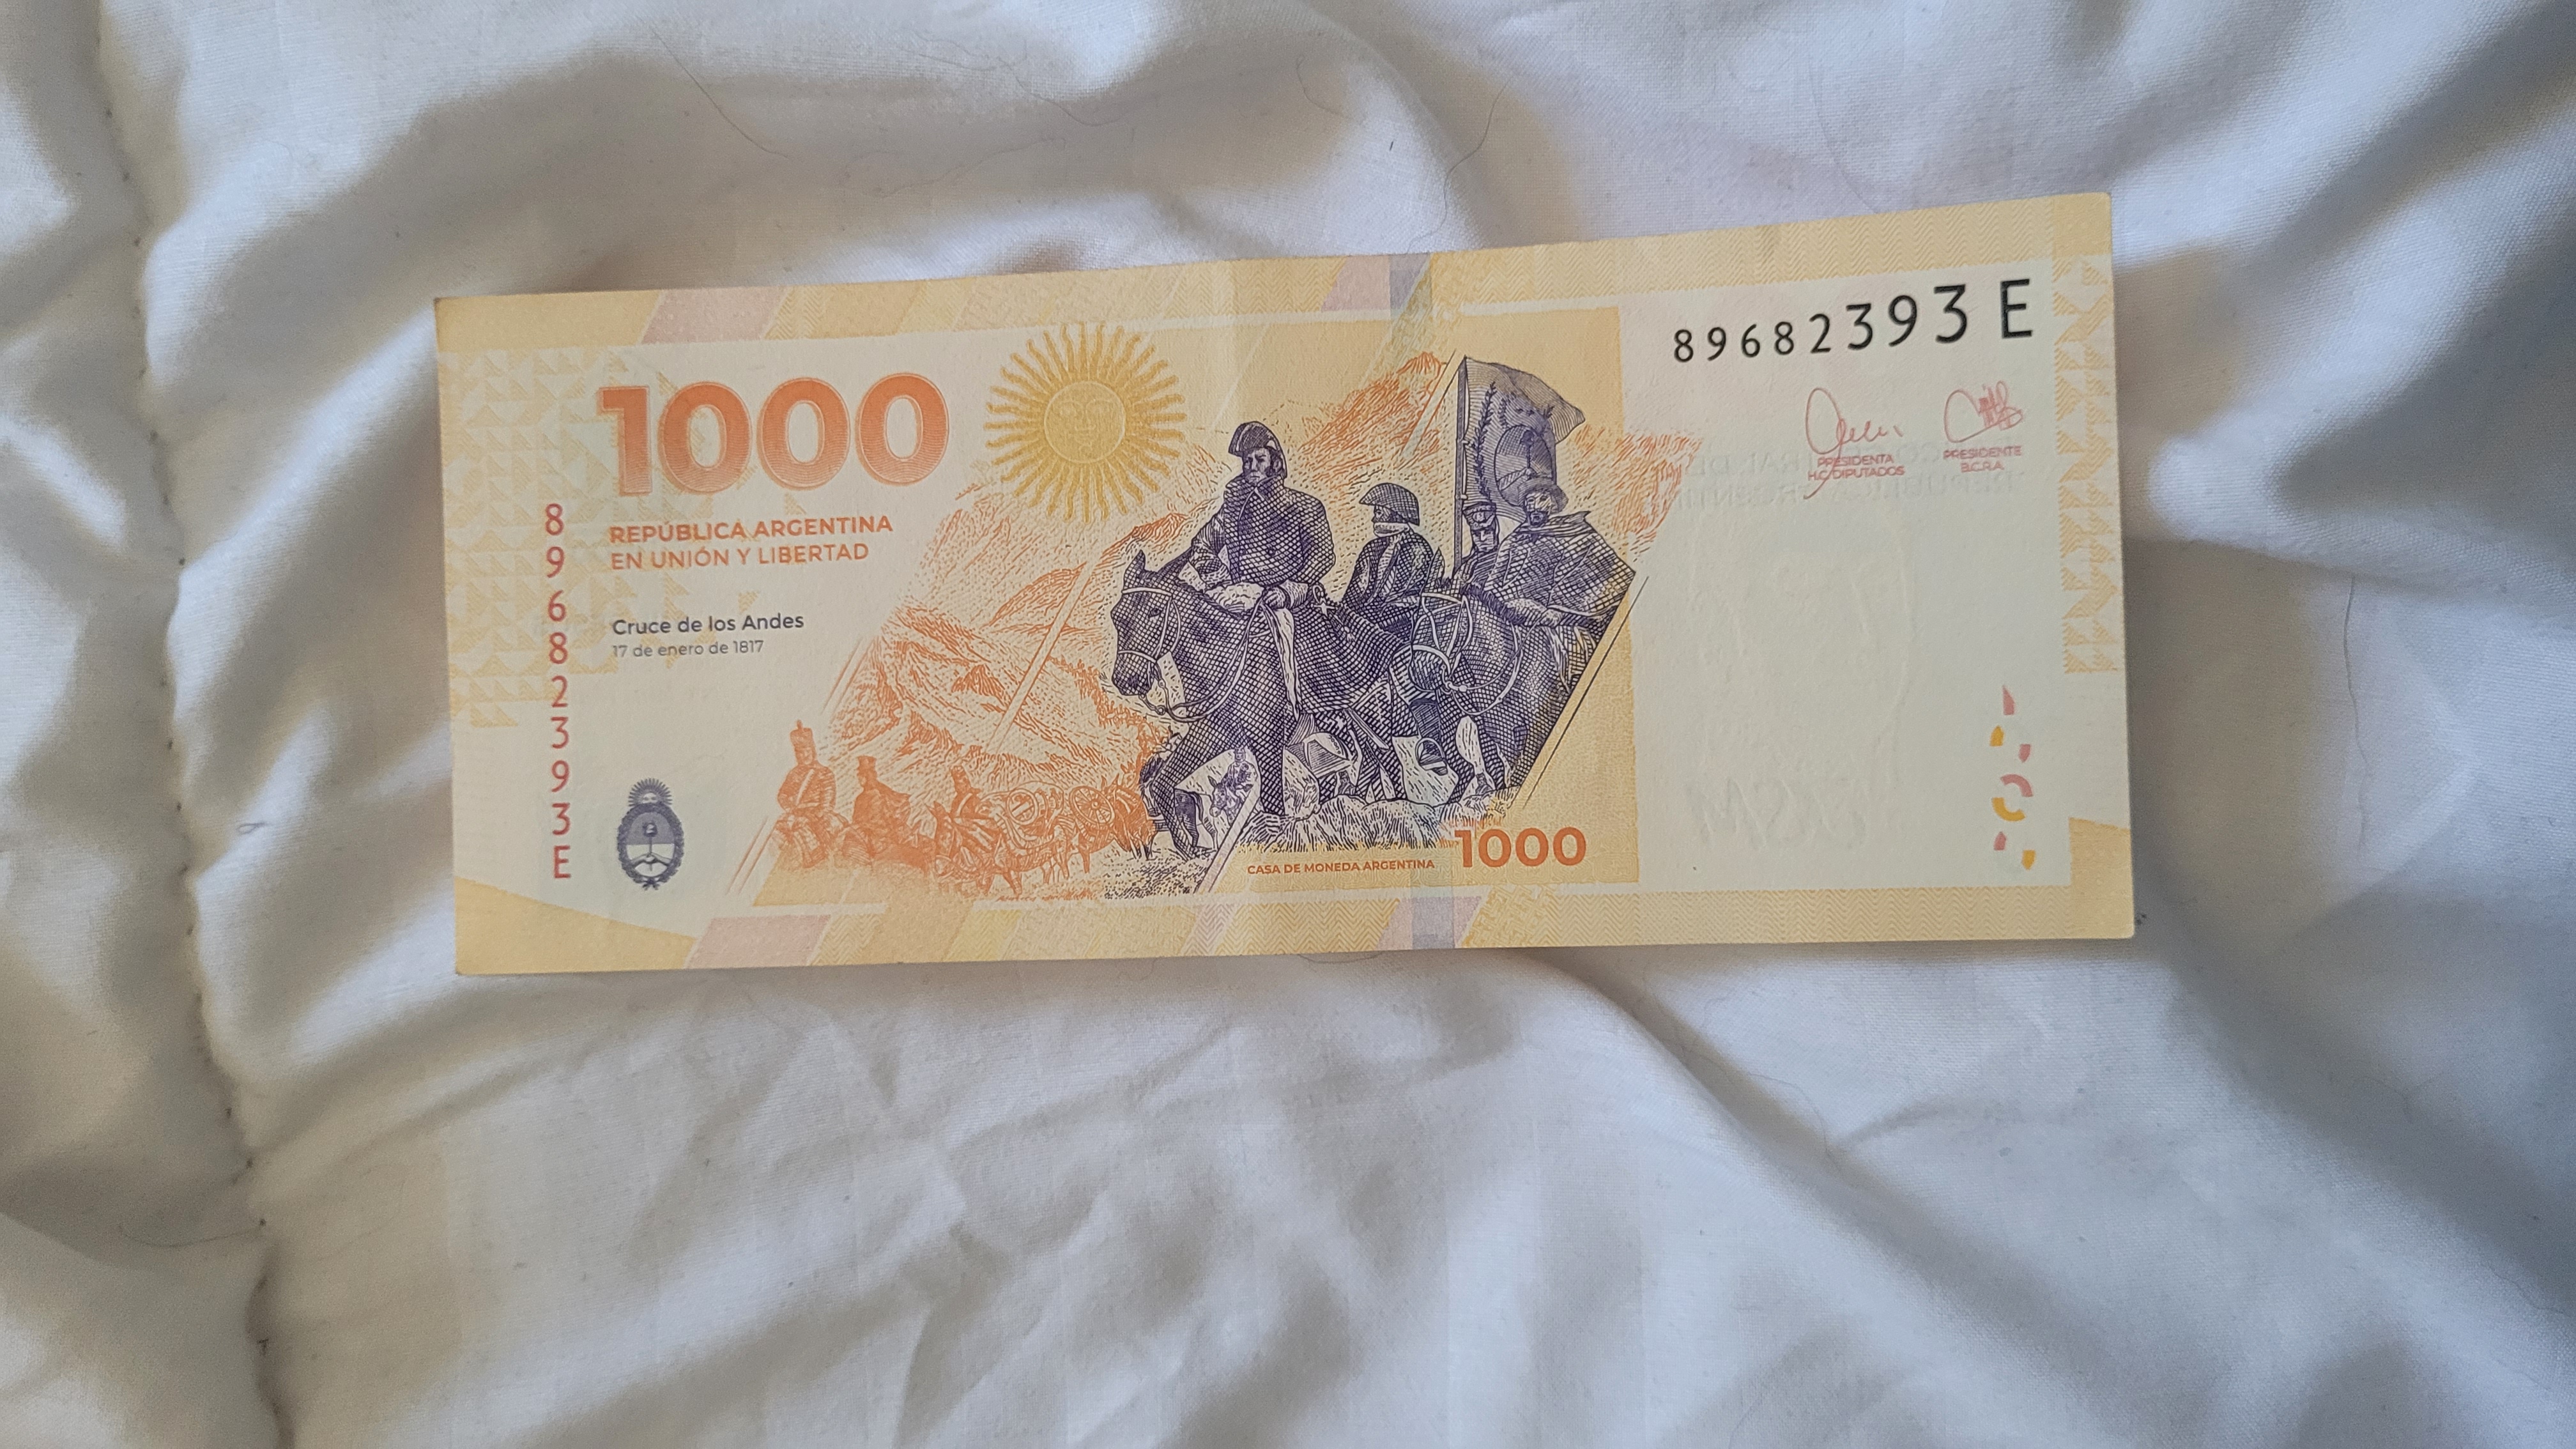 1000
REPÚBLICA ARGENTINA
EN UNIÓN Y LIBERTAD
Cruce de los Andes
17 de enero de 1817
89682393E
89682393E
PRESIDENTA
H.C.DIPUTADOS
PRESIDENTE
B.C.R.A.
CASA DE MONEDA ARGENTINA
1000